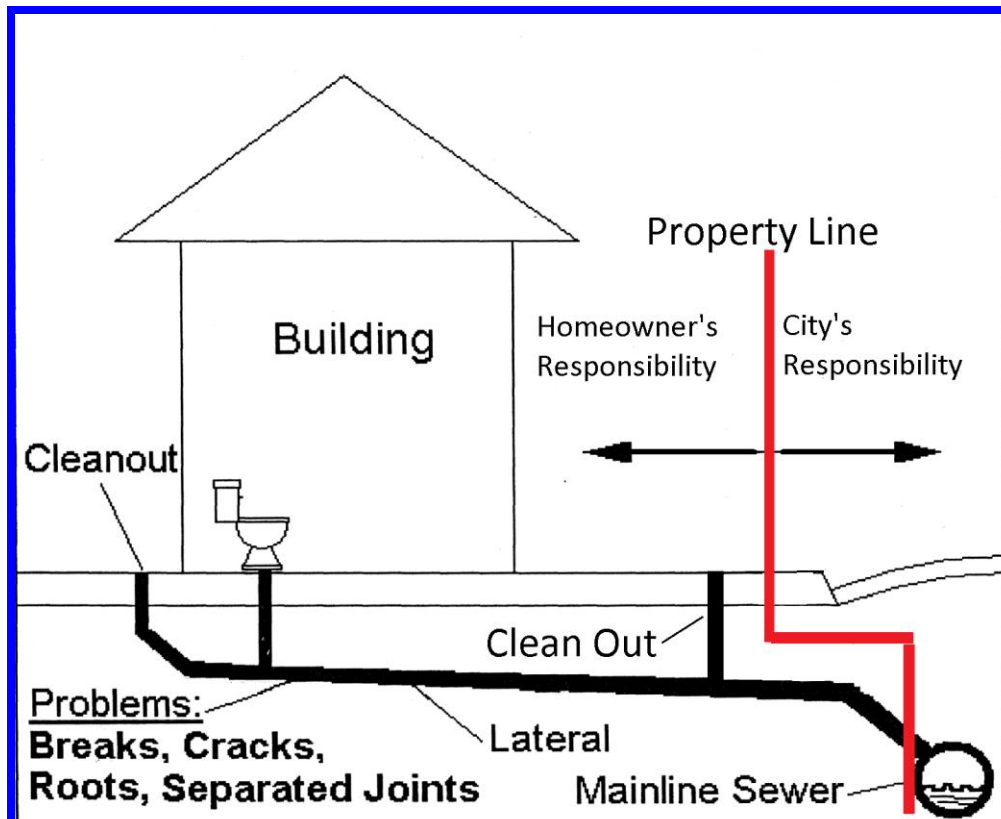 Property Line
Homeowner's
Responsibility
City's
Responsibility
Building
Cleanout
Clean Out
Problems:
Breaks, Cracks,
Roots, Separated Joints
Lateral
Mainline Sewer